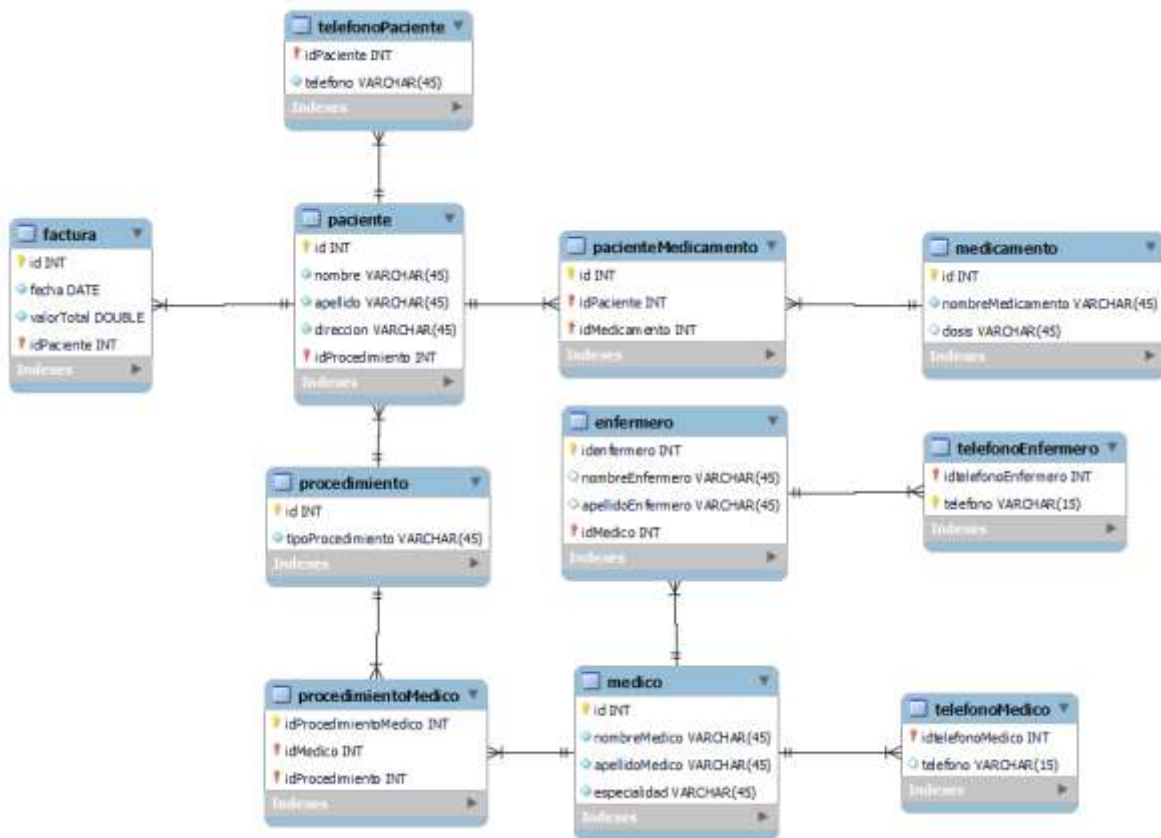 telefonoPaciente
idPaciente INT
telefono VARCHAR(45)
Indexes
factura
id INT
fecha DATE
valorTotal DOUBLE
idPaciente INT
Indexes
paciente
id INT
nombre VARCHAR(45)
apellido VARCHAR(45)
direccion VARCHAR(45)
idProcedimiento INT
Indexes
pacienteMedicamento
id INT
idPaciente INT
idMedicamento INT
Indexes
medicamento
id INT
nombreMedicamento VARCHAR(45)
dosis VARCHAR(45)
Indexes
procedimiento
id INT
tipoProcedimiento VARCHAR(45)
Indexes
enfermero
idenfermero INT
nombreEnfermero VARCHAR(45)
apellidoEnfermero VARCHAR(45)
idMedico INT
Indexes
telefonoEnfermero
idtelefonoEnfermero INT
telefono VARCHAR(15)
Indexes
procedimientoMedico
idProcedimientoMedico INT
idMedico INT
idProcedimiento INT
Indexes
medico
id INT
nombreMedico VARCHAR(45)
apellidoMedico VARCHAR(45)
especialidad VARCHAR(45)
Indexes
telefonoMedico
idtelefonoMedico INT
telefono VARCHAR(15)
Indexes